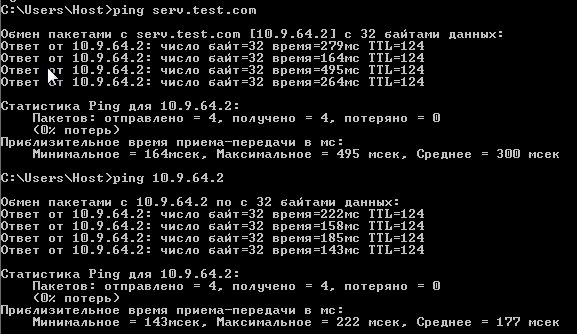 C:\Users\Host>ping serv.test.com
Обмен пакетами с serv.test.com [10.9.64.2] с 32 байтами данных:
Ответ от 10.9.64.2: число байт=32 время=279мс TTL=124
Ответ от 10.9.64.2: число байт=32 время=164мс TTL=124
Ответ от 10.9.64.2: число байт=32 время=495мс TTL=124
Ответ от 10.9.64.2: число байт=32 время=264мс TTL=124
Статистика Ping для 10.9.64.2:
Пакетов: отправлено = 4, получено = 4, потеряно = 0
(0% потерь)
Приблизительное время приема-передачи в мс:
Минимальное = 164мсек, Максимальное = 495 мсек, Среднее = 300 мсек
C:\Users\Host>ping 10.9.64.2
Обмен пакетами с 10.9.64.2 по с 32 байтами данных:
Ответ от 10.9.64.2: число байт=32 время=222мс TTL=124
Ответ от 10.9.64.2: число байт=32 время=158мс TTL=124
Ответ от 10.9.64.2: число байт=32 время=185мс TTL=124
Ответ от 10.9.64.2: число байт=32 время=143мс TTL=124
Статистика Ping для 10.9.64.2:
Пакетов: отправлено = 4, получено = 4, потеряно = 0
(0% потерь)
Приблизительное время приема-передачи в мс:
Минимальное = 143мсек, Максимальное = 222 мсек, Среднее = 177 мсек